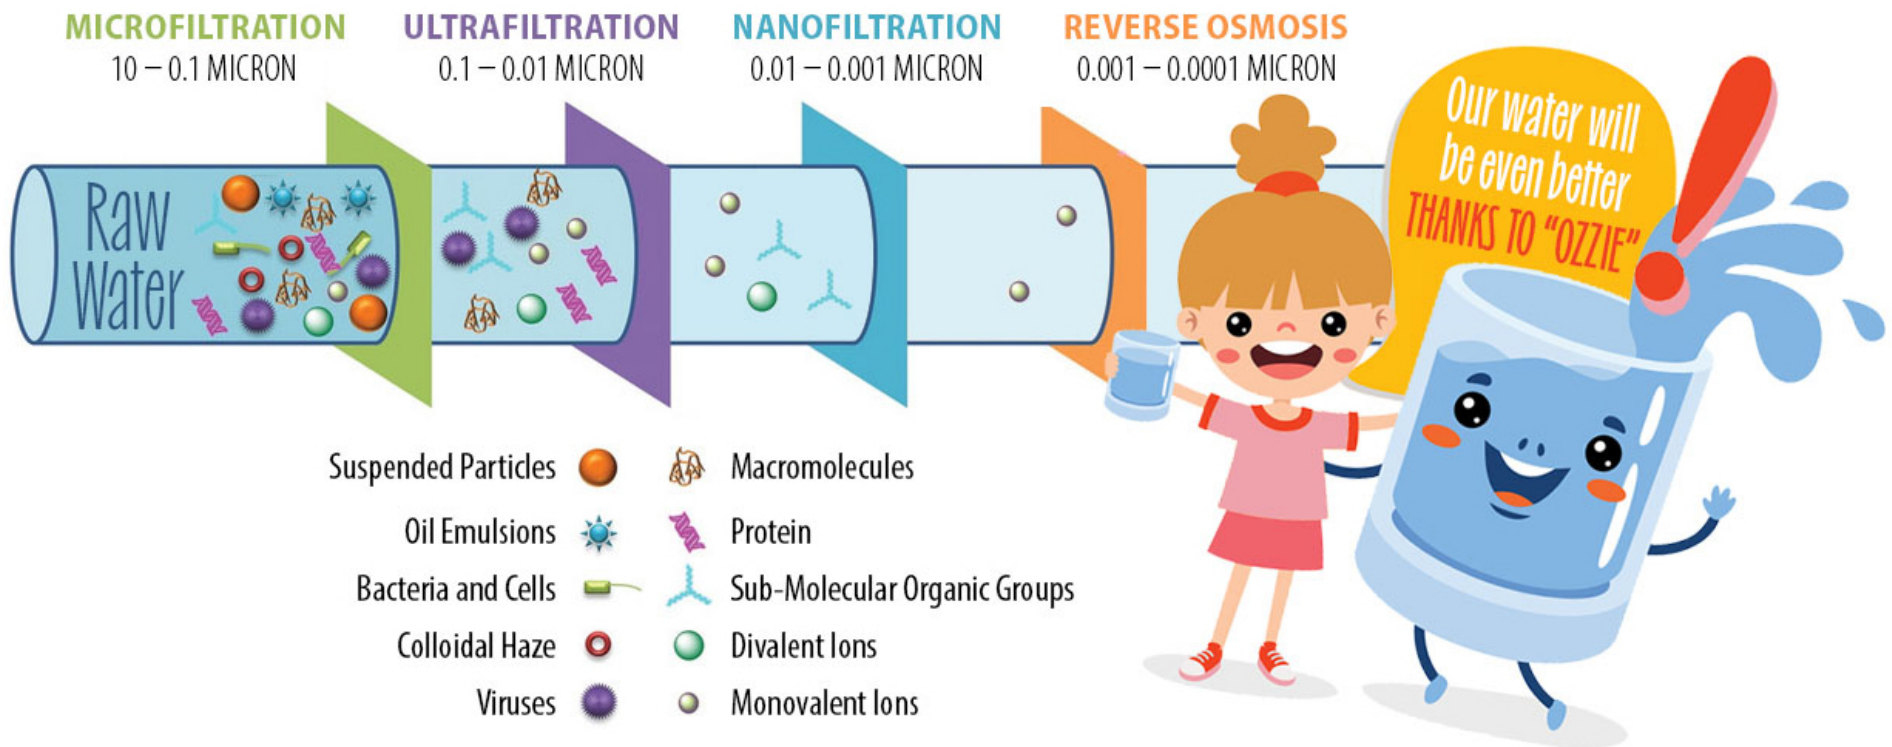 MICROFILTRATION
10 – 0.1 MICRON
ULTRAFILTRATION
0.1 – 0.01 MICRON
NANOFILTRATION
0.01 – 0.001 MICRON
REVERSE OSMOSIS
0.001 – 0.0001 MICRON
Our water will
be even better
THANKS TO “OZZIE”
Raw
Water
Suspended Particles
Oil Emulsions
Bacteria and Cells
Colloidal Haze
Viruses
Macromolecules
Protein
Sub-Molecular Organic Groups
Divalent Ions
Monovalent Ions